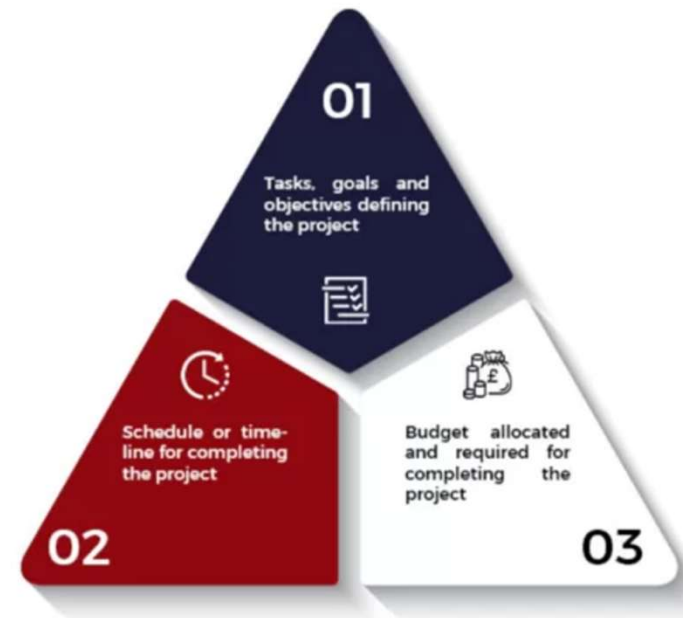 01
Tasks, goals and
objectives defining
the project
Schedule or time-
line for completing
the project
02
£
Budget allocated
and required for
completing the
project
03